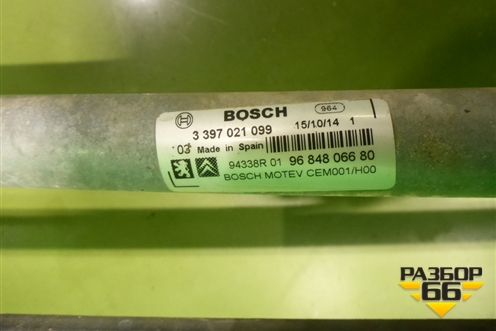 BOSCH 964
3 397 021 099 15/10/14 1
03 Made in Spain
94338R 01 96 848 066 80
BOSCH MOTEV CEM001/H00
РАЗБОР
66